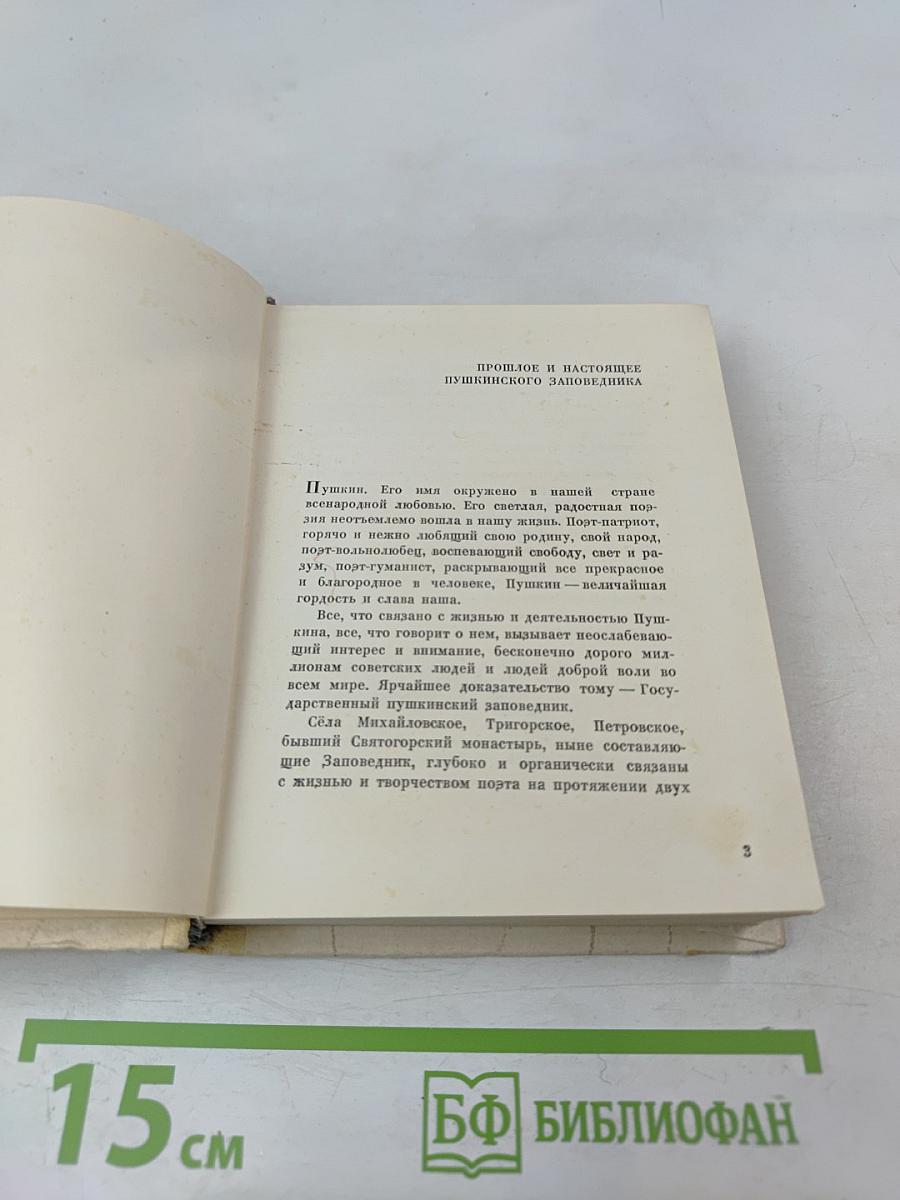 ПРОШЛОЕ И НАСТОЯЩЕЕ
ПУШКИНСКОГО ЗАПОВЕДНИКА
Пушкин. Его имя окружено в нашей стране
всенародной любовью. Его светлая, радостная поэ-
зия неотъемлемо вошла в нашу жизнь. Поэт-патриот,
горячо и нежно любящий свою родину, свой народ,
поэт-вольнолюбец, воспевающий свободу, свет и ра-
зум, поэт-гуманист, раскрывающий все прекрасное
и благородное в человеке, Пушкин — величайшая
гордость и слава наша.
Все, что связано с жизнью и деятельностью Пуш-
кина, все, что говорит о нем, вызывает неослабеваю-
щий интерес и внимание, бесконечно дорого мил-
лионам советских людей и людей доброй воли во
всем мире. Ярчайшее доказательство тому — Госу-
дарственный пушкинский заповедник.
Сёла Михайловское, Тригорское, Петровское,
бывший Святогорский монастырь, ныне составляю-
щие Заповедник, глубоко и органически связаны
с жизнью и творчеством поэта на протяжении двух
3
15 см
БФ БИБЛИОФАН